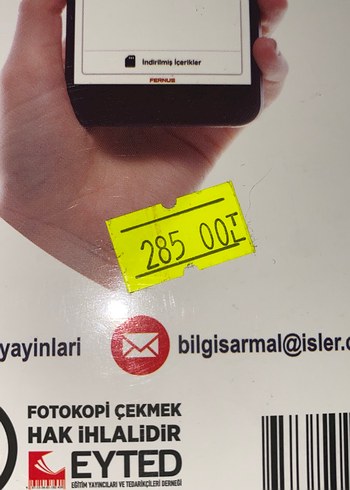 İndirilmiş İçerikler
FERNUS
285 00TL
yayinlari
bilgisarmal@isler.c
FOTOKOPİ ÇEKMEK
HAK İHLALİDİR
EYTED
EĞİTİM YAYINCILARI VE TEDARİKÇİLERİ DERNEĞİ